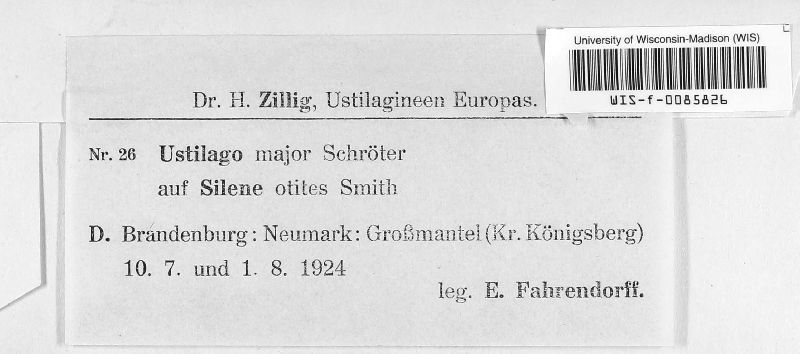 University of Wisconsin-Madison (WIS)
WIS-f-0085826
Dr. H. Zillig, Ustilagineen Europas.
Nr. 26 Ustilago major Schröter
auf Silene otites Smith
D. Brandenburg: Neumark: Großmantel (Kr. Königsberg)
10. 7. und 1. 8. 1924
leg. E. Fahrendorff.